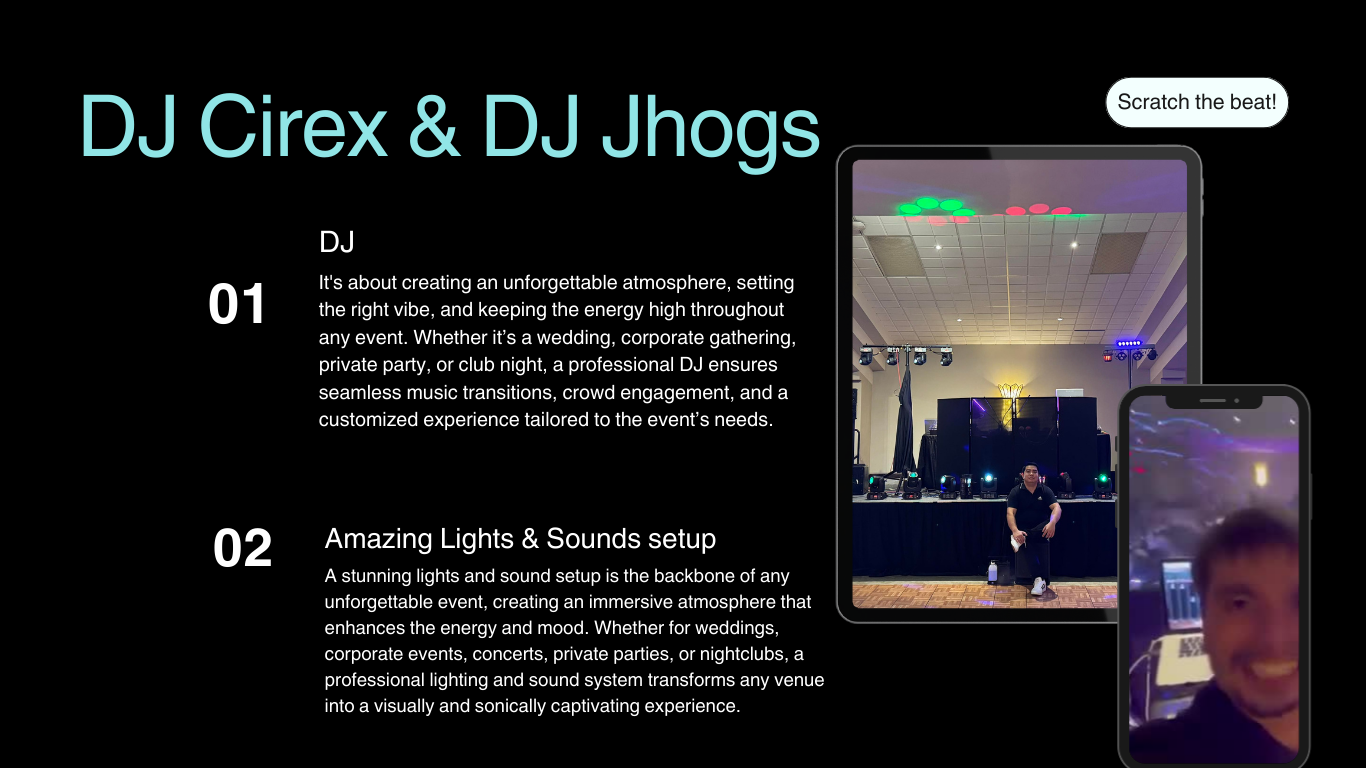 DJ Cirex & DJ Jhogs
Scratch the beat!
DJ
01
It's about creating an unforgettable atmosphere, setting
the right vibe, and keeping the energy high throughout
any event. Whether it’s a wedding, corporate gathering,
private party, or club night, a professional DJ ensures
seamless music transitions, crowd engagement, and a
customized experience tailored to the event’s needs.
02
Amazing Lights & Sounds setup
A stunning lights and sound setup is the backbone of any
unforgettable event, creating an immersive atmosphere that
enhances the energy and mood. Whether for weddings,
corporate events, concerts, private parties, or nightclubs, a
professional lighting and sound system transforms any venue
into a visually and sonically captivating experience.